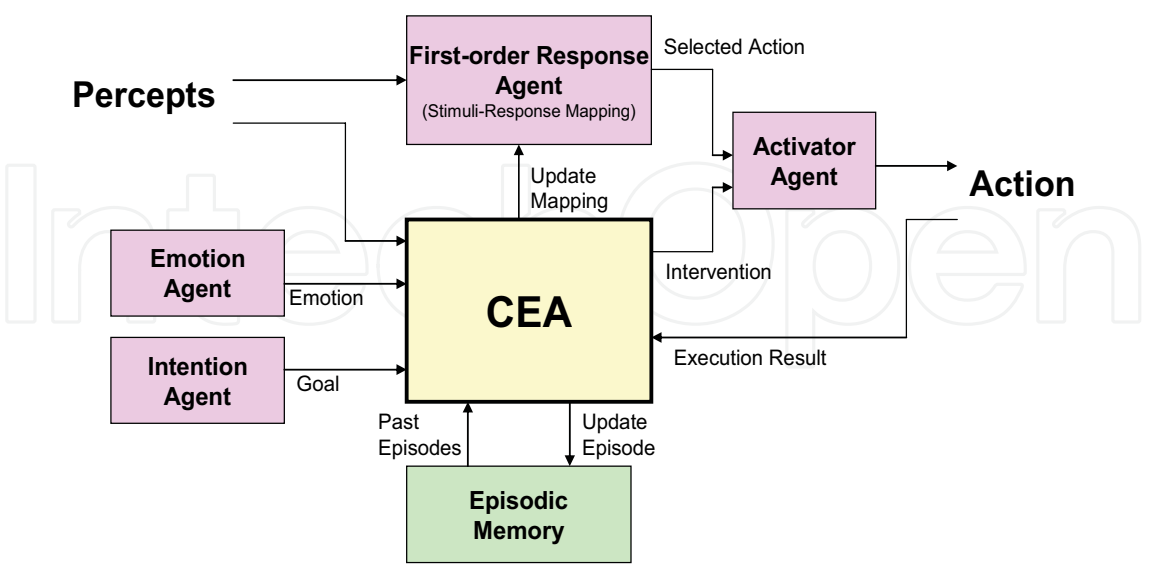 Percepts
First-order Response
Agent
(Stimuli-Response Mapping)
Selected Action
Activator
Agent
Action
Update
Mapping
Emotion
Agent
Emotion
CEA
Intervention
Intention
Agent
Goal
Execution Result
Past
Episodes
Update
Episode
Episodic
Memory
IntechOpen